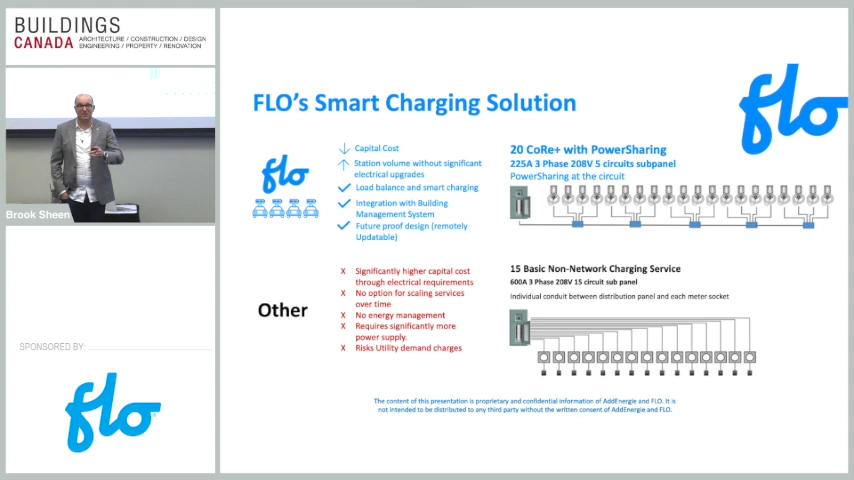 BUILDINGS
CANADA
ARCHITECTURE / CONSTRUCTION / DESIGN
ENGINEERING / PROPERTY / RENOVATION
Brook Sheen
SPONSORED BY:
flo
flo
FLO's Smart Charging Solution
flo
Capital Cost
Station volume without significant
electrical upgrades
Load balance and smart charging
Integration with Building
Management System
Future proof design (remotely
Updatable)
20 CoRe+ with PowerSharing
225A 3 Phase 208V 5 circuits subpanel
PowerSharing at the circuit
Other
X Significantly higher capital cost
through electrical requirements
X No option for scaling services
over time
X No energy management
X Requires significantly more
power supply.
X Risks Utility demand charges
15 Basic Non-Network Charging Service
600A 3 Phase 208V 15 circuit sub panel
Individual conduit between distribution panel and each meter socket
The content of this presentation is proprietary and confidential information of AddEnergie and FLO. It is
not intended to be distributed to any third party without the written consent of AddEnergie and FLO.